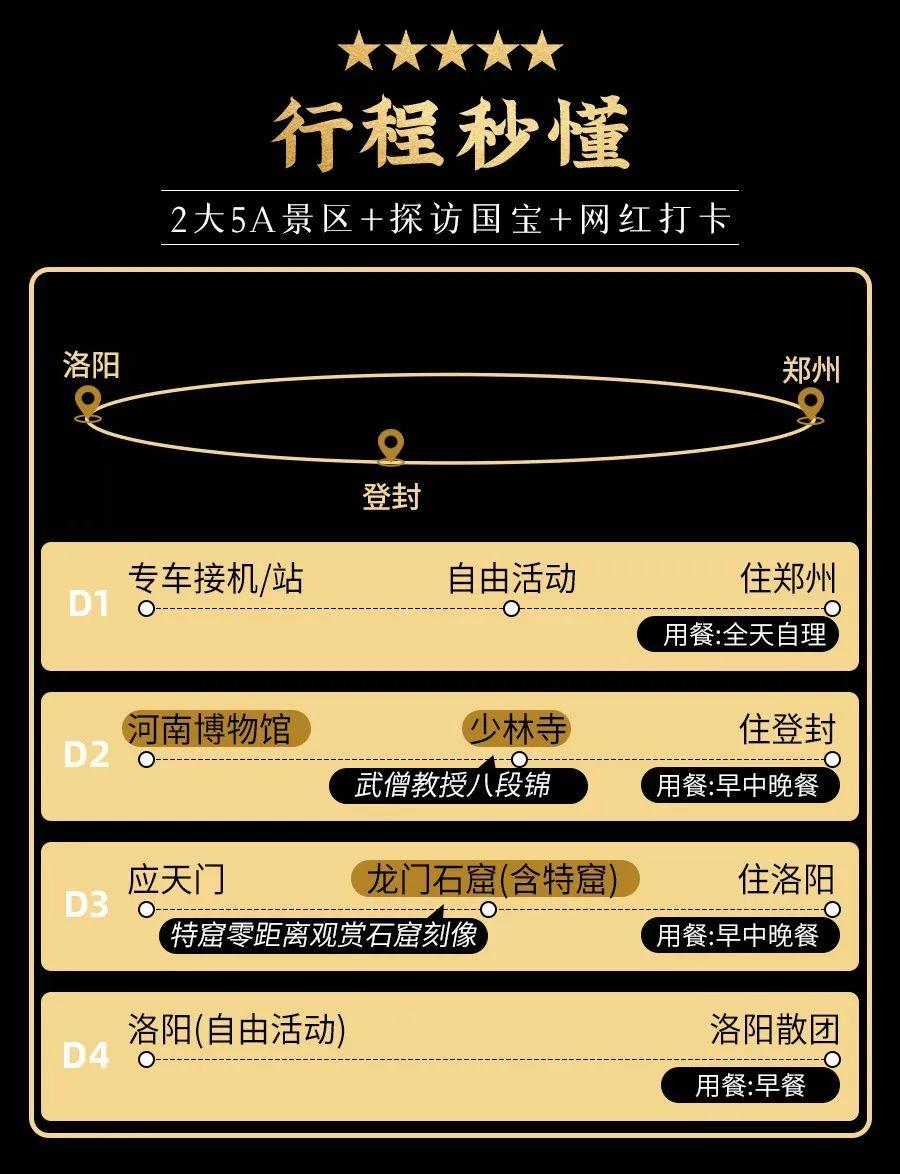 行程秒懂
2大5A景区+探访国宝+网红打卡
洛阳
郑州
登封
D1
专车接机/站
自由活动
住郑州
用餐:全天自理
D2
河南博物馆
少林寺
住登封
武僧教授八段锦
用餐:早中晚餐
D3
应天门
龙门石窟(含特窟)
住洛阳
特窟零距离观赏石窟刻像
用餐:早中晚餐
D4
洛阳(自由活动)
洛阳散团
用餐:早餐